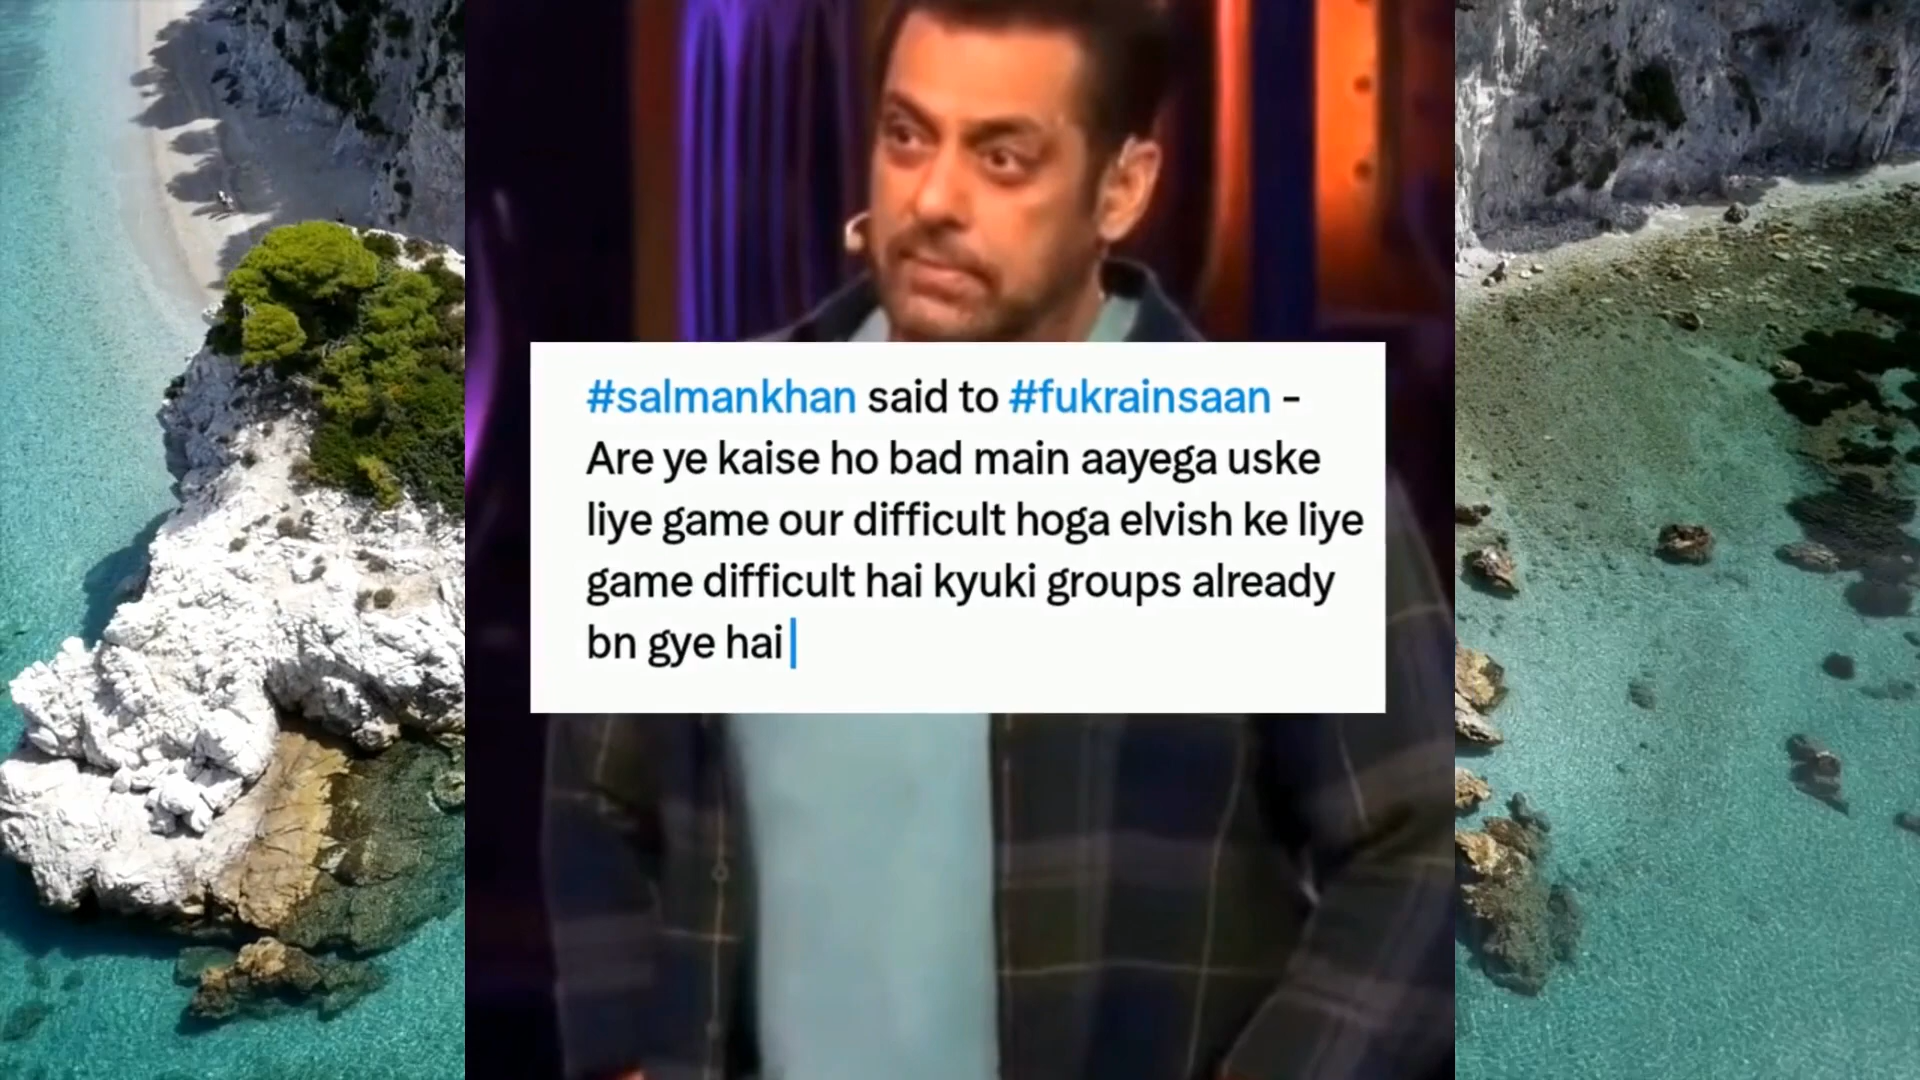 #salmankhan said to #fukrainsaan -
Are ye kaise ho bad main aayega uske
liye game our difficult hoga elvish ke liye
game difficult hai kyuki groups already
bn gye hai